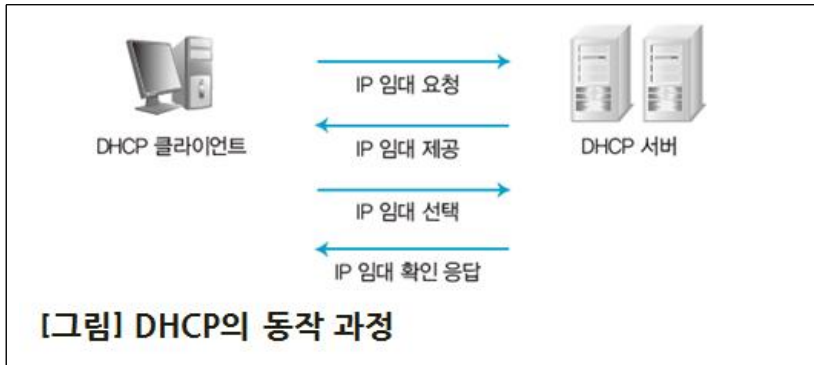 IP 임대 요청
DHCP 클라이언트
IP 임대 제공
DHCP 서버
IP 임대 선택
IP 임대 확인 응답
[그림] DHCP의 동작 과정